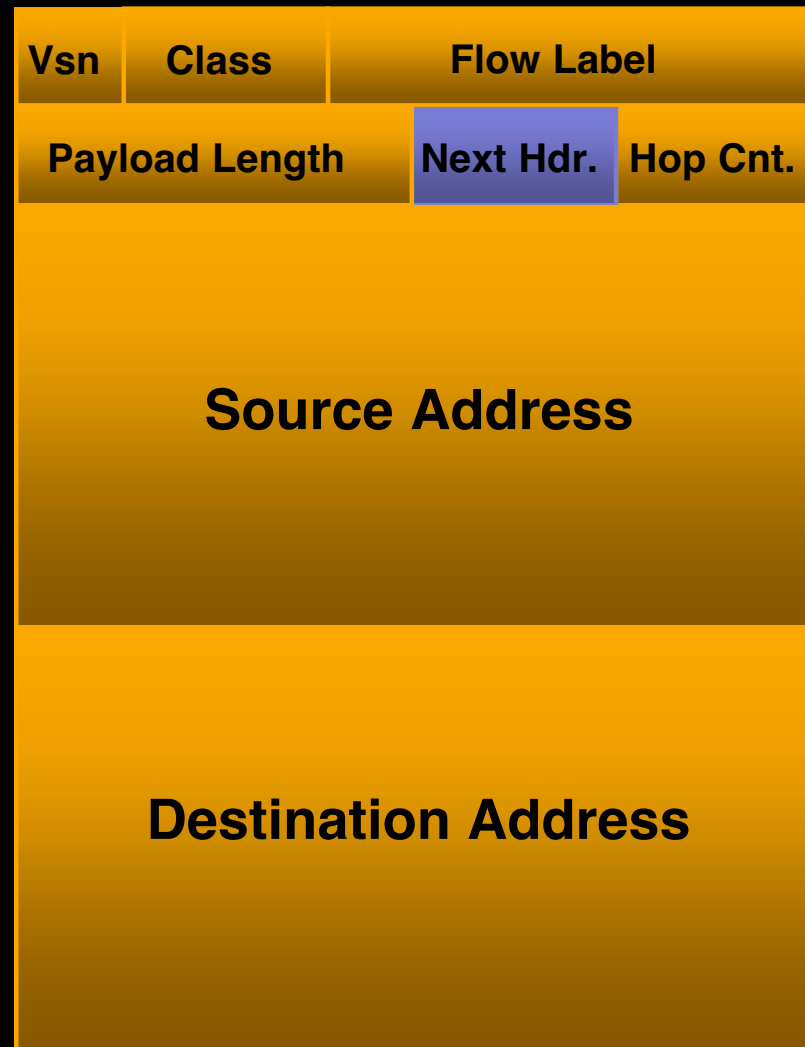 Vsn Class Flow Label
Payload Length Next Hdr. Hop Cnt.
Source Address
Destination Address